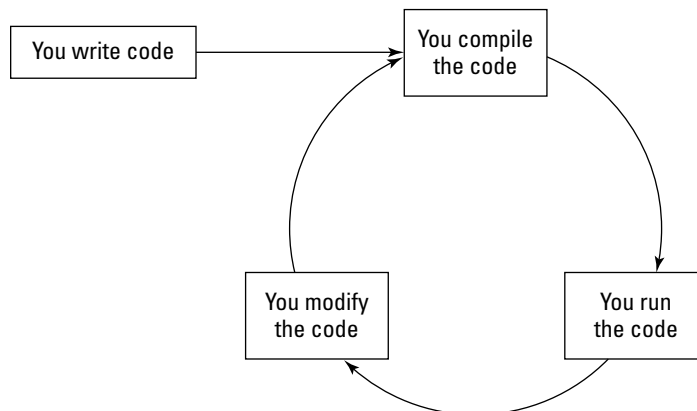 You write code
You compile
the code
You modify
the code
You run
the code